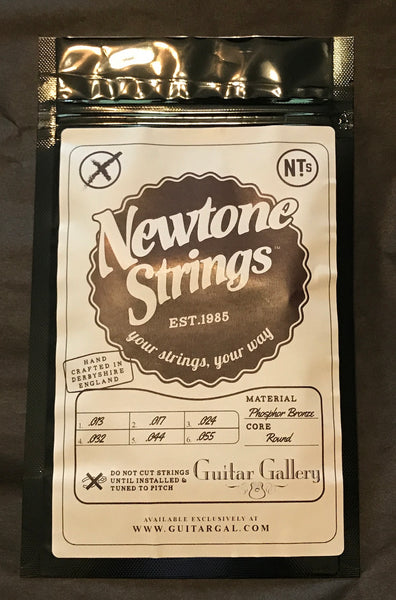 NTs
Newtone
Strings™
EST.1985
your strings, your way
HAND
CRAFTED IN
DERBYSHIRE
ENGLAND
1. .013 2. .017 3. .024
4. .032 5. .044 6. .055
MATERIAL
Phosphor Bronze
CORE
Round
DO NOT CUT STRINGS
UNTIL INSTALLED &
TUNED TO PITCH
Guitar Gallery
AVAILABLE EXCLUSIVELY AT
WWW.GUITARGAL.COM